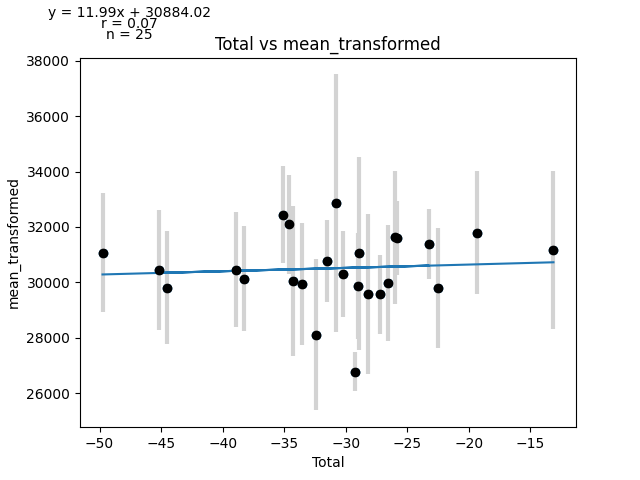 y = 11.99x + 30884.02
r = 0.07
n = 25
Total vs mean_transformed
38000
36000
34000
32000
30000
28000
26000
mean_transformed
−50
−45
−40
−35
−30
−25
−20
−15
Total